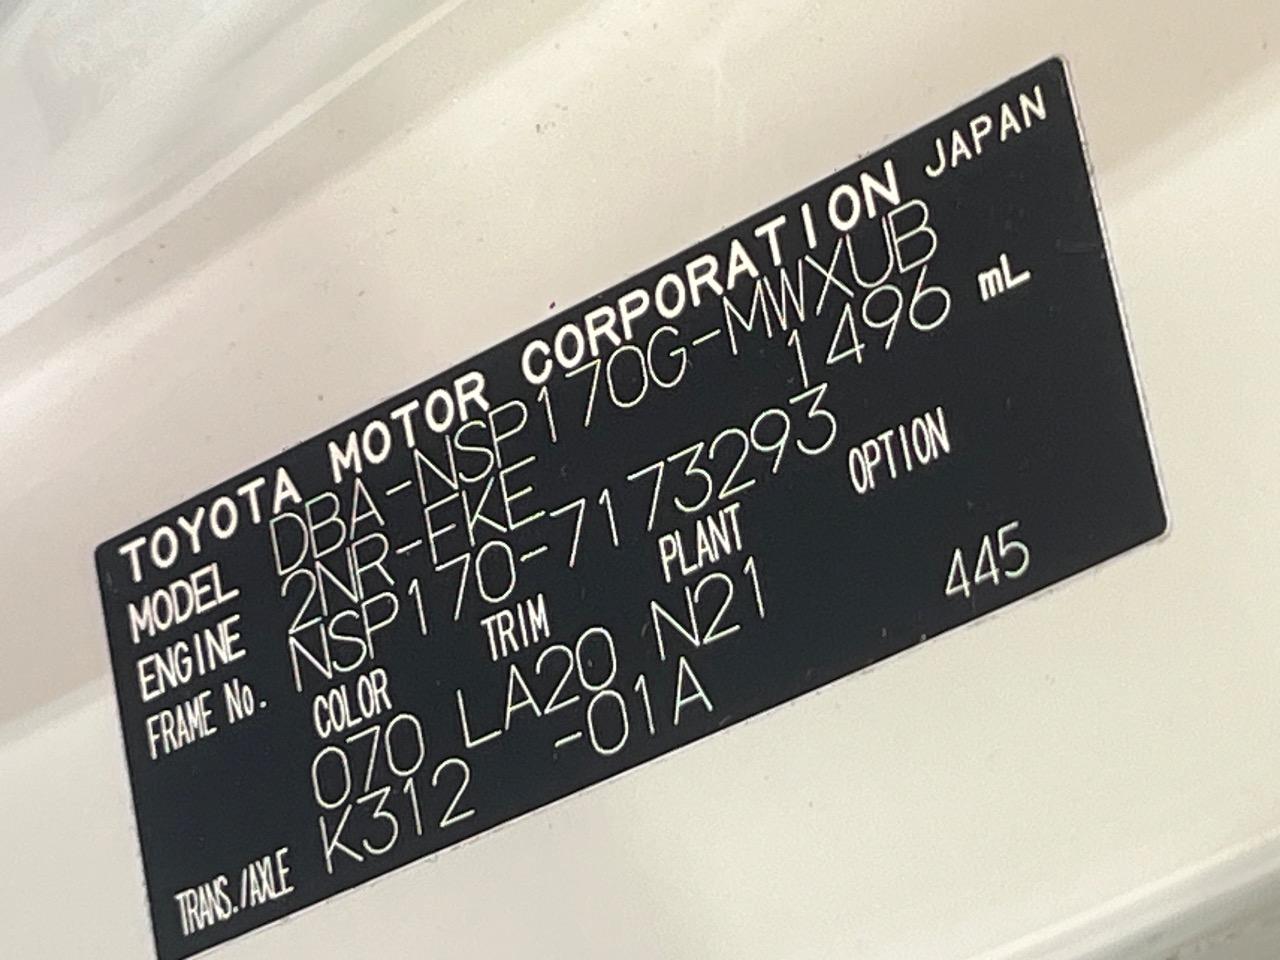 TOYOTA MOTOR CORPORATION JAPAN
MODEL DBA-NSP170G-MWXUB
ENGINE 2NR-FKE 1496 mL
FRAME No. NSP170-7173293
COLOR TRIM PLANT OPTION
070 LA20 N21 445
TRANS./AXLE K312 -01A